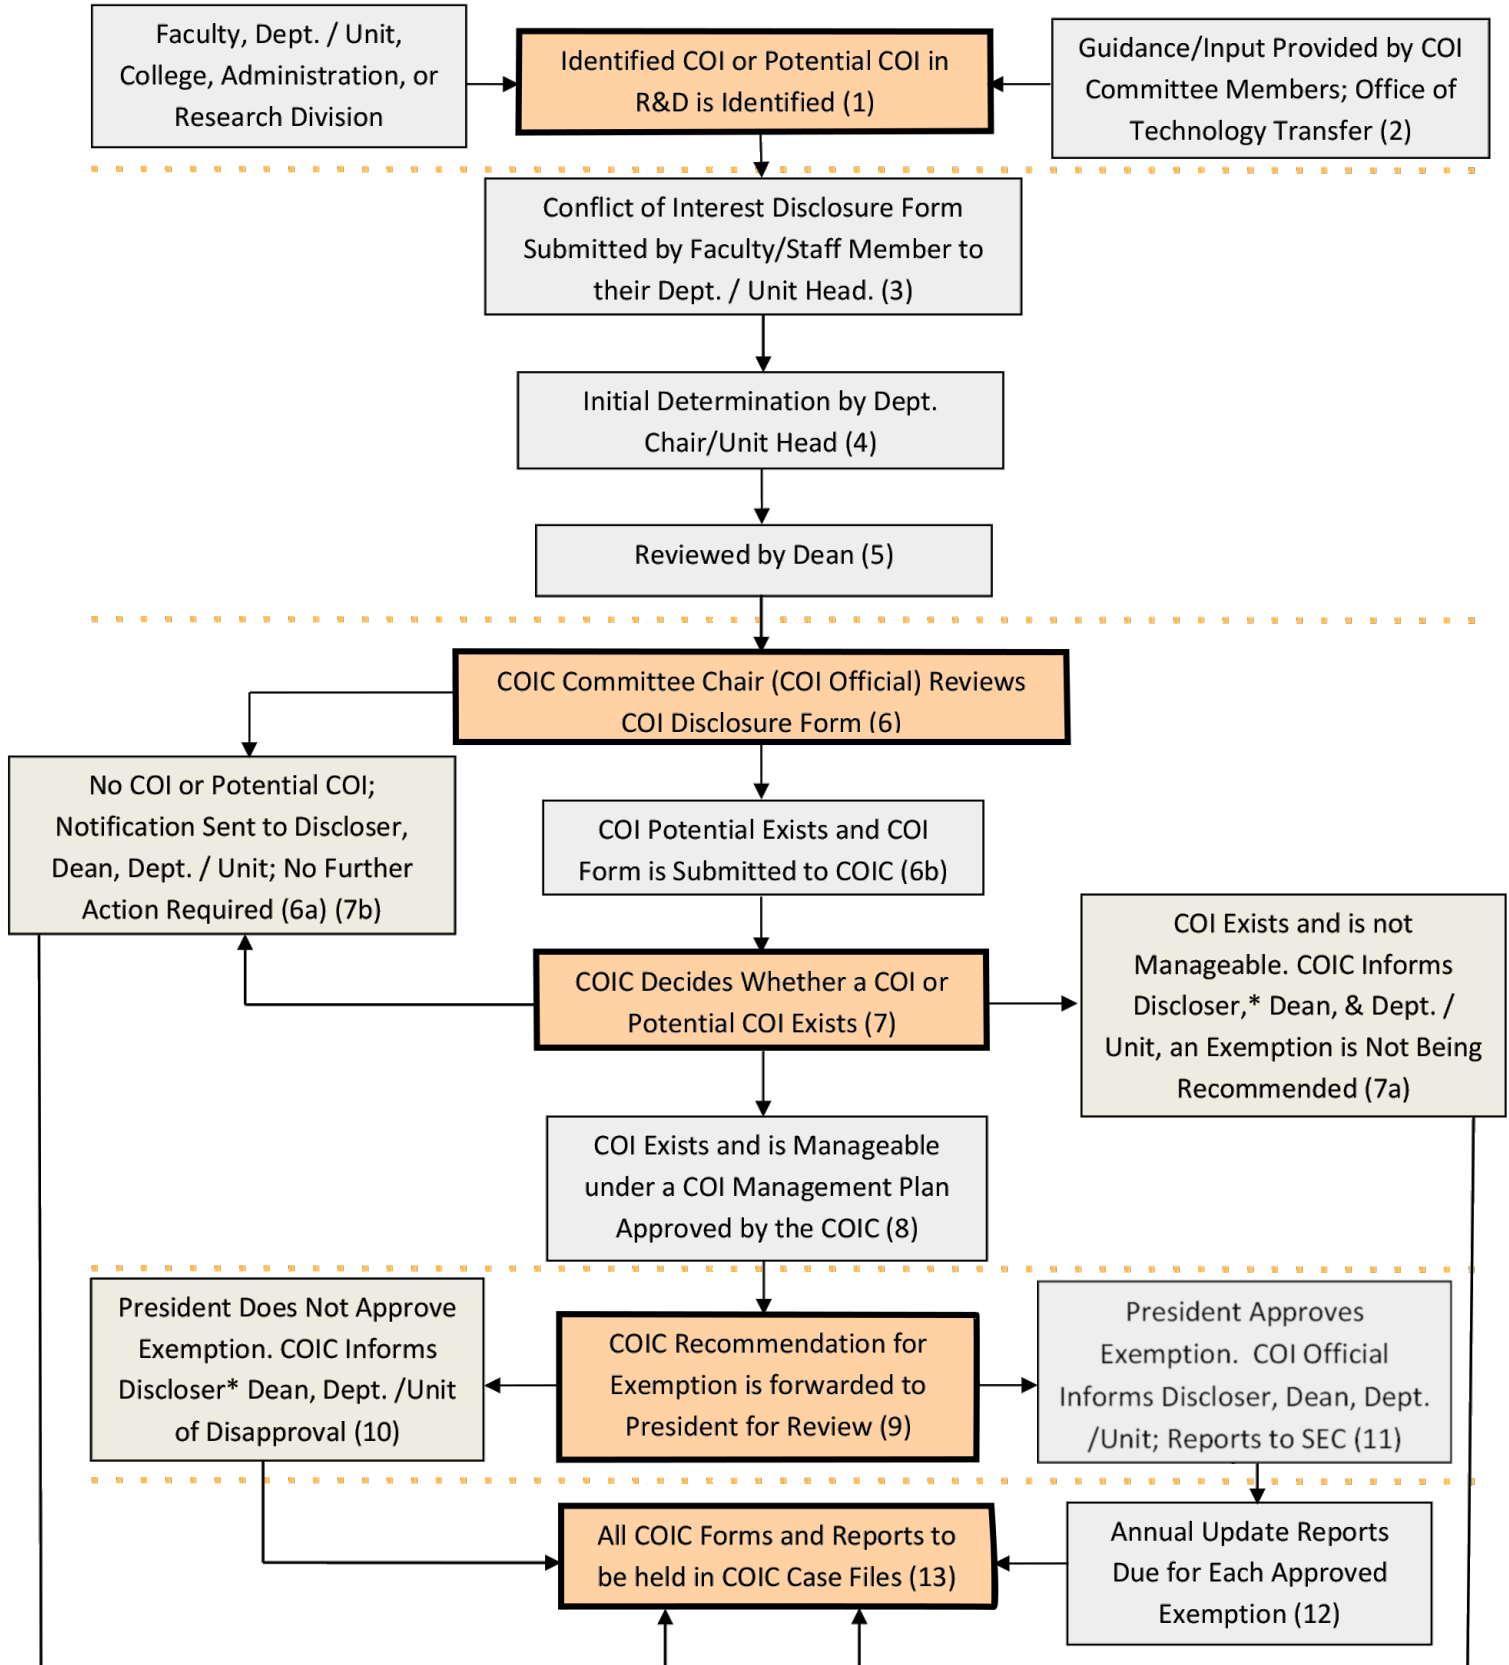 Faculty, Dept. / Unit,
College, Administration, or
Research Division
Identified COI or Potential COI in
R&D is Identified (1)
Guidance/Input Provided by COI
Committee Members; Office of
Technology Transfer (2)
Conflict of Interest Disclosure Form
Submitted by Faculty/Staff Member to
their Dept. / Unit Head. (3)
Initial Determination by Dept.
Chair/Unit Head (4)
Reviewed by Dean (5)
COIC Committee Chair (COI Official) Reviews
COI Disclosure Form (6)
No COI or Potential COI;
Notification Sent to Discloser,
Dean, Dept. / Unit; No Further
Action Required (6a) (7b)
COI Potential Exists and COI
Form is Submitted to COIC (6b)
COIC Decides Whether a COI or
Potential COI Exists (7)
COI Exists and is not
Manageable. COIC Informs
Discloser,* Dean, & Dept. /
Unit, an Exemption is Not Being
Recommended (7a)
COI Exists and is Manageable
under a COI Management Plan
Approved by the COIC (8)
President Does Not Approve
Exemption. COIC Informs
Discloser* Dean, Dept. /Unit
of Disapproval (10)
COIC Recommendation for
Exemption is forwarded to
President for Review (9)
President Approves
Exemption.  COI Official
Informs Discloser, Dean, Dept.
/Unit; Reports to SEC (11)
All COIC Forms and Reports to
be held in COIC Case Files (13)
Annual Update Reports
Due for Each Approved
Exemption (12)